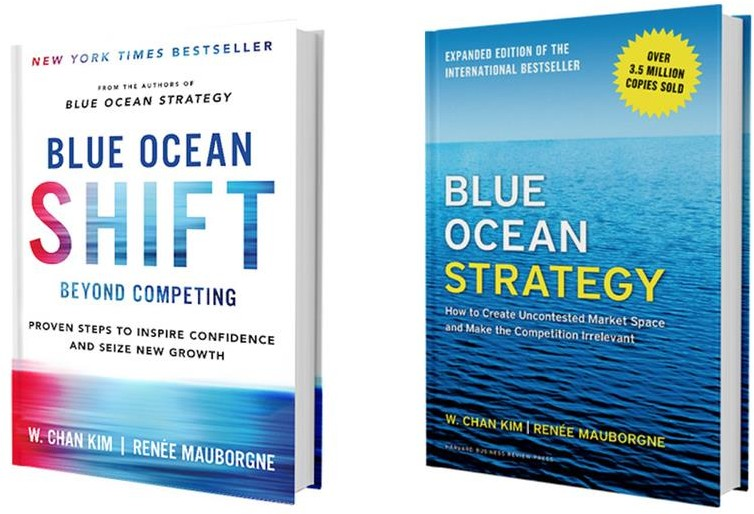 NEW YORK TIMES BESTSELLER
FROM THE AUTHORS OF
BLUE OCEAN STRATEGY
BLUE OCEAN
SHIFT
BEYOND COMPETING
PROVEN STEPS TO INSPIRE CONFIDENCE
AND SEIZE NEW GROWTH
W. CHAN KIM | RENÉE MAUBORGNE
EXPANDED EDITION OF THE
INTERNATIONAL BESTSELLER
OVER
3.5 MILLION
COPIES SOLD
BLUE
OCEAN
STRATEGY
How to Create Uncontested Market Space
and Make the Competition Irrelevant
W. CHAN KIM | RENÉE MAUBORGNE
HARVARD BUSINESS REVIEW PRESS